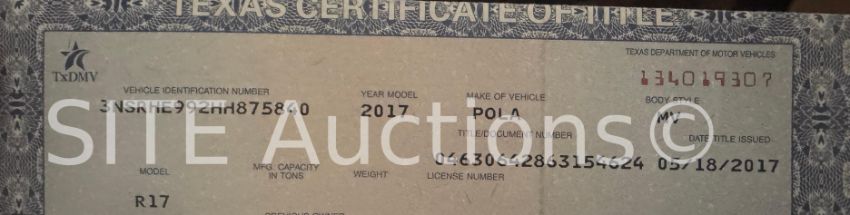 TEXAS CERTIFICATE OF TITLE
TEXAS DEPARTMENT OF MOTOR VEHICLES
TxDMV
134019307
VEHICLE IDENTIFICATION NUMBER YEAR MODEL MAKE OF VEHICLE BODY STYLE
3NSRHE992HH875840 2017 POLA MV
SITE Auctions©
TITLE/DOCUMENT NUMBER DATE TITLE ISSUED
04630642863154624 05/18/2017
MODEL MFG. CAPACITY IN TONS WEIGHT LICENSE NUMBER
R17
PREVIOUS OWNER